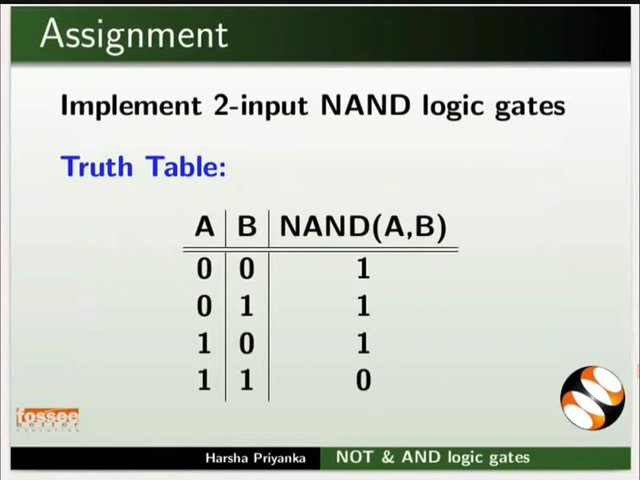 Assignment
Implement 2-input NAND logic gates
Truth Table:
A B NAND(A,B)
0 0 1
0 1 1
1 0 1
1 1 0
fossee
Harsha Priyanka NOT & AND logic gates